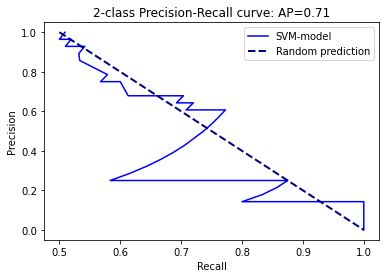 2-class Precision-Recall curve: AP=0.71
SVM-model
Random prediction
Precision
1.0
0.8
0.6
0.4
0.2
0.0
0.5 0.6 0.7 0.8 0.9 1.0
Recall